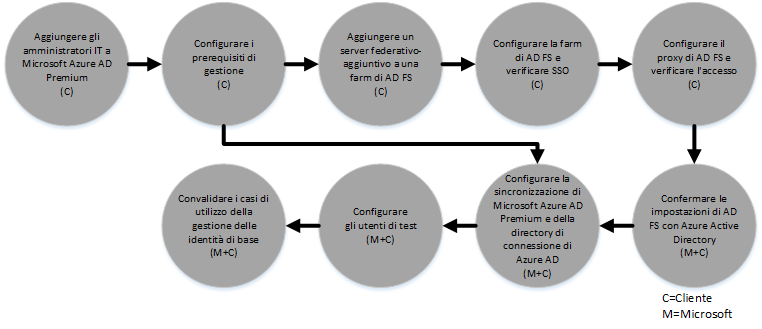 Aggiungere gli
amministratori IT a
Microsoft Azure AD
Premium
(C)
Configurare i
prerequisiti di
gestione
(C)
Aggiungere un
server federativo-
aggiuntivo a una
farm di AD FS
(C)
Configurare la farm
di AD FS e
verificare SSO
(C)
Configurare il
proxy di AD FS e
verificare l'accesso
(C)
Confermare le
impostazioni di AD
FS con Azure Active
Directory
(M+C)
Configurare la
sincronizzazione di
Microsoft Azure AD
Premium e della
directory di
connessione di
Azure AD
(M+C)
Configurare
gli utenti di test
(M+C)
Convalidare i casi di
utilizzo della
gestione delle
identità di base
(M+C)
C=Cliente
M=Microsoft